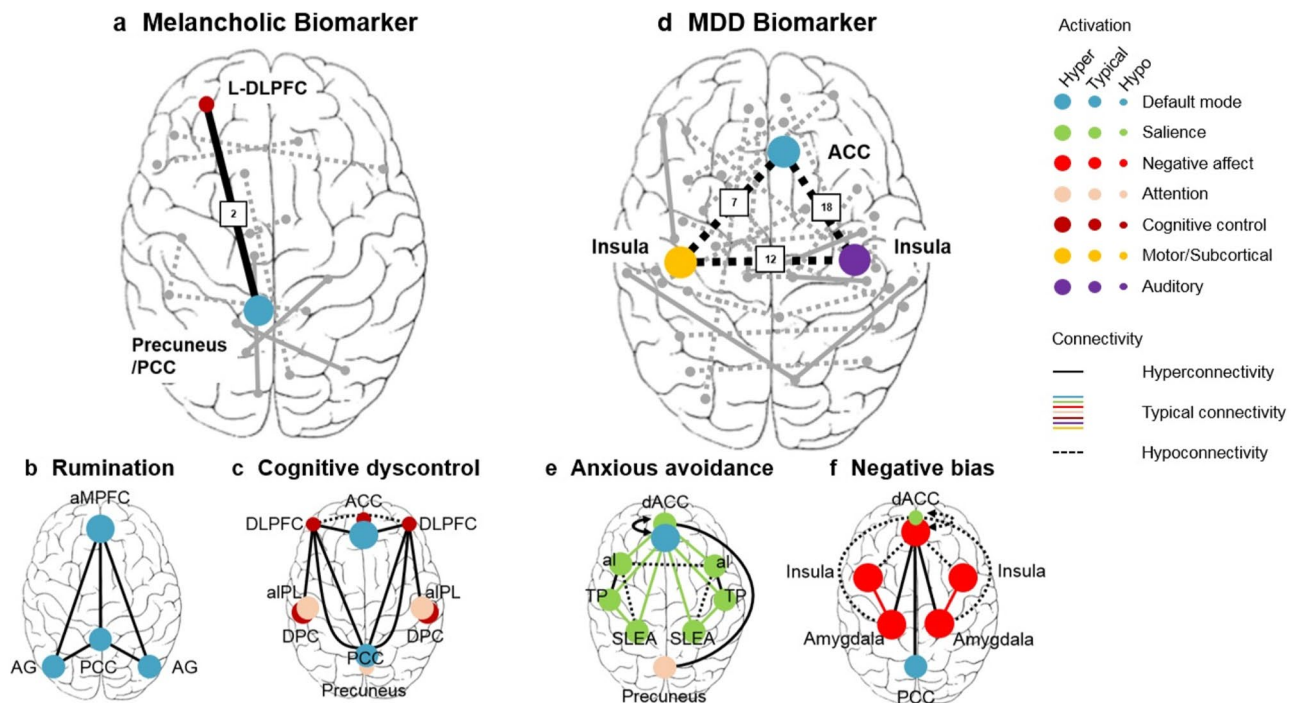 a Melancholic Biomarker
L-DLPFC
2
Precuneus
/PCC
d MDD Biomarker
ACC
7
18
Insula
Insula
12
Activation
Hyper
Typical
Hypo
Default mode
Salience
Negative affect
Attention
Cognitive control
Motor/Subcortical
Auditory
Connectivity
Hyperconnectivity
Typical connectivity
Hypoconnectivity
b Rumination
aMPFC
AG
PCC
AG
c Cognitive dyscontrol
ACC
DLPFC
DLPFC
aIPL
aIPL
DPC
DPC
PCC
Precuneus
e Anxious avoidance
dACC
aI
aI
TP
TP
SLEA
SLEA
Precuneus
f Negative bias
dACC
Insula
Insula
Amygdala
Amygdala
PCC